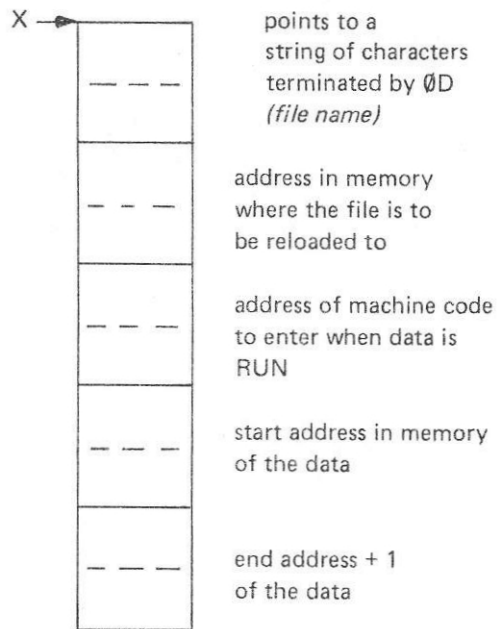 X
points to a
string of characters
terminated by ØD
(file name)
address in memory
where the file is to
be reloaded to
address of machine code
to enter when data is
RUN
start address in memory
of the data
end address + 1
of the data